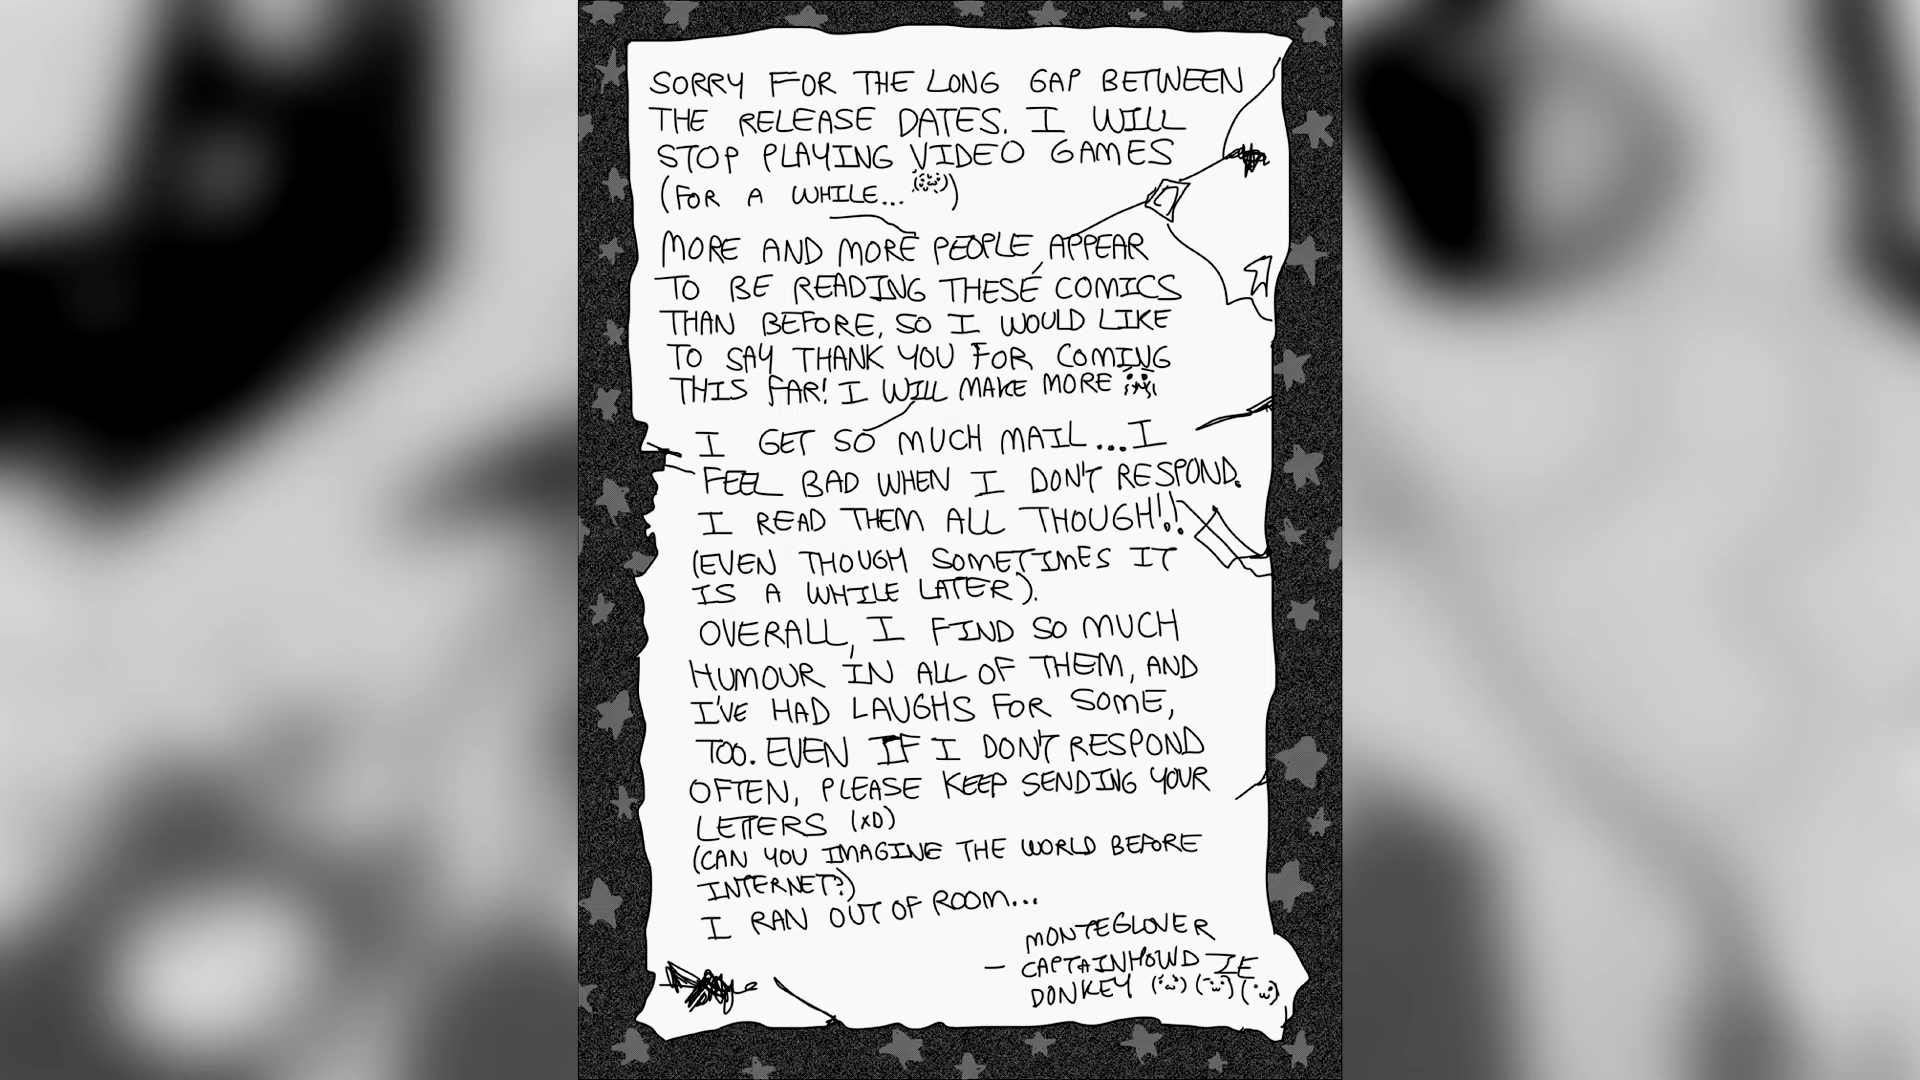 SORRY FOR THE LONG GAP BETWEEN
THE RELEASE DATES. I WILL
STOP PLAYING VIDEO GAMES
(FOR A WHILE...)
MORE AND MORE PEOPLE APPEAR
TO BE READING THESE COMICS
THAN BEFORE, SO I WOULD LIKE
TO SAY THANK YOU FOR COMING
THIS FAR! I WILL MAKE MORE
I GET SO MUCH MAIL... I
FEEL BAD WHEN I DON'T RESPOND.
I READ THEM ALL THOUGH!!
(EVEN THOUGH SOMETIMES IT
IS A WHILE LATER).
OVERALL, I FIND SO MUCH
HUMOUR IN ALL OF THEM, AND
I'VE HAD LAUGHS FOR SOME,
TOO. EVEN IF I DON'T RESPOND
OFTEN, PLEASE KEEP SENDING YOUR
LETTERS (XD)
(CAN YOU IMAGINE THE WORLD BEFORE
INTERNET?)
I RAN OUT OF ROOM...
MONTEGLOVER
— CAPTAINHOWDIE
DONKEY (·ω·) (·ω·) (·ω·)